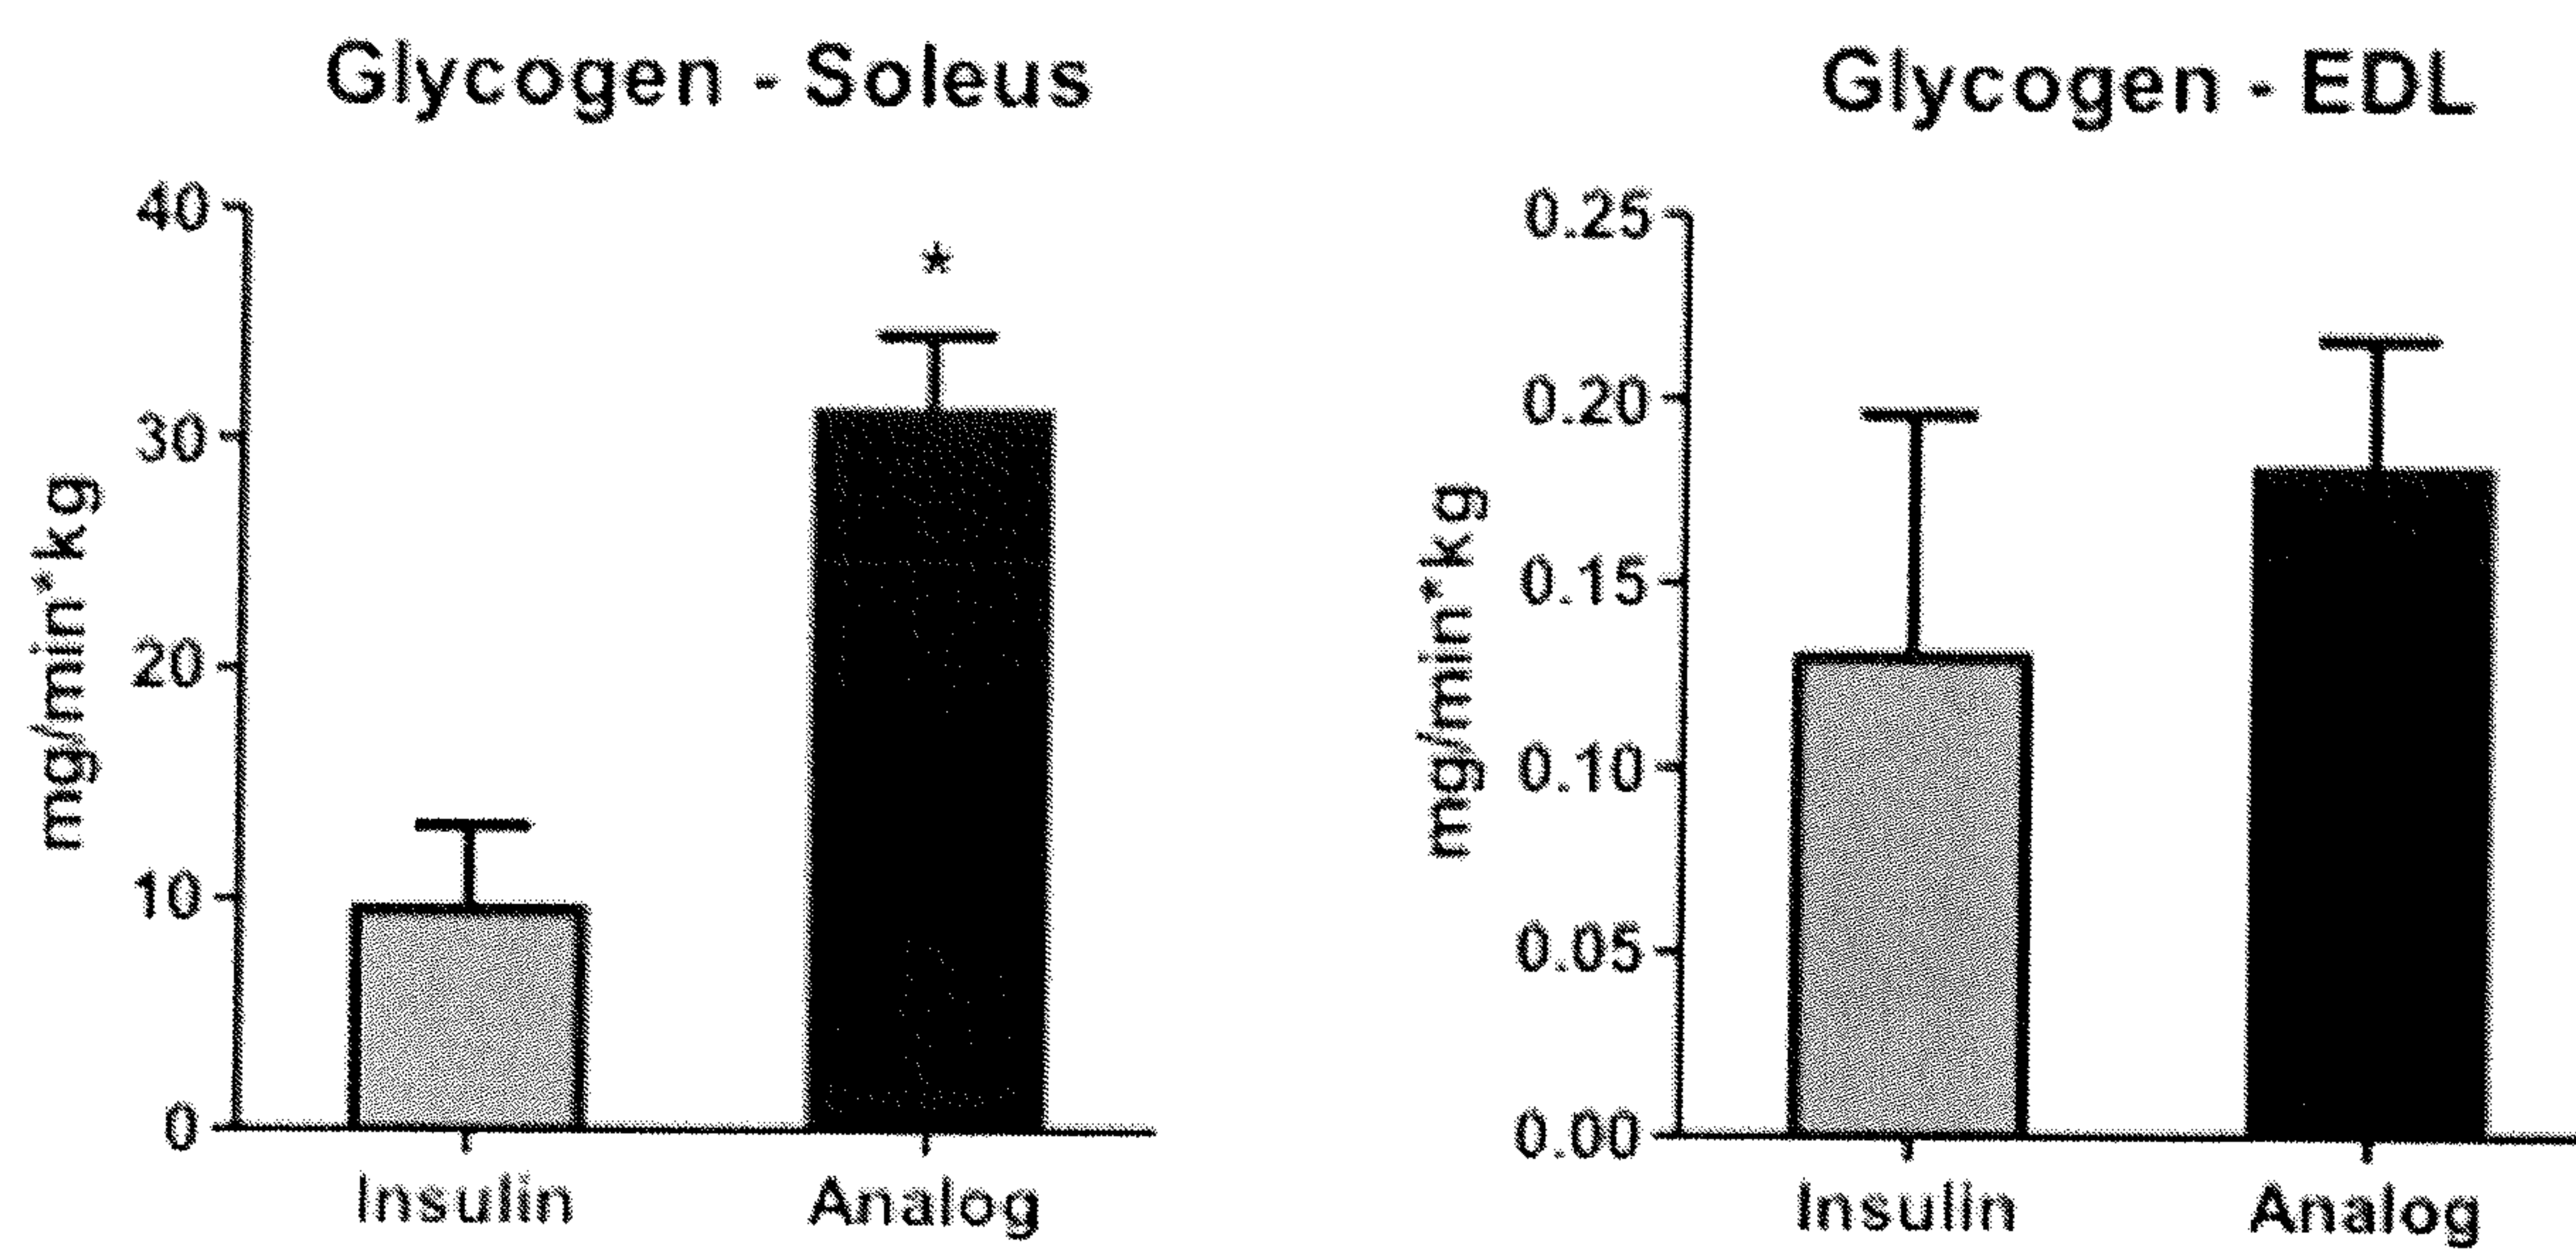 Glycogen - Soleus
40
30
20
10
0
mg/min*kg
*
Insulin
Analog
Glycogen - EDL
0.25
0.20
0.15
0.10
0.05
0.00
mg/min*kg
Insulin
Analog